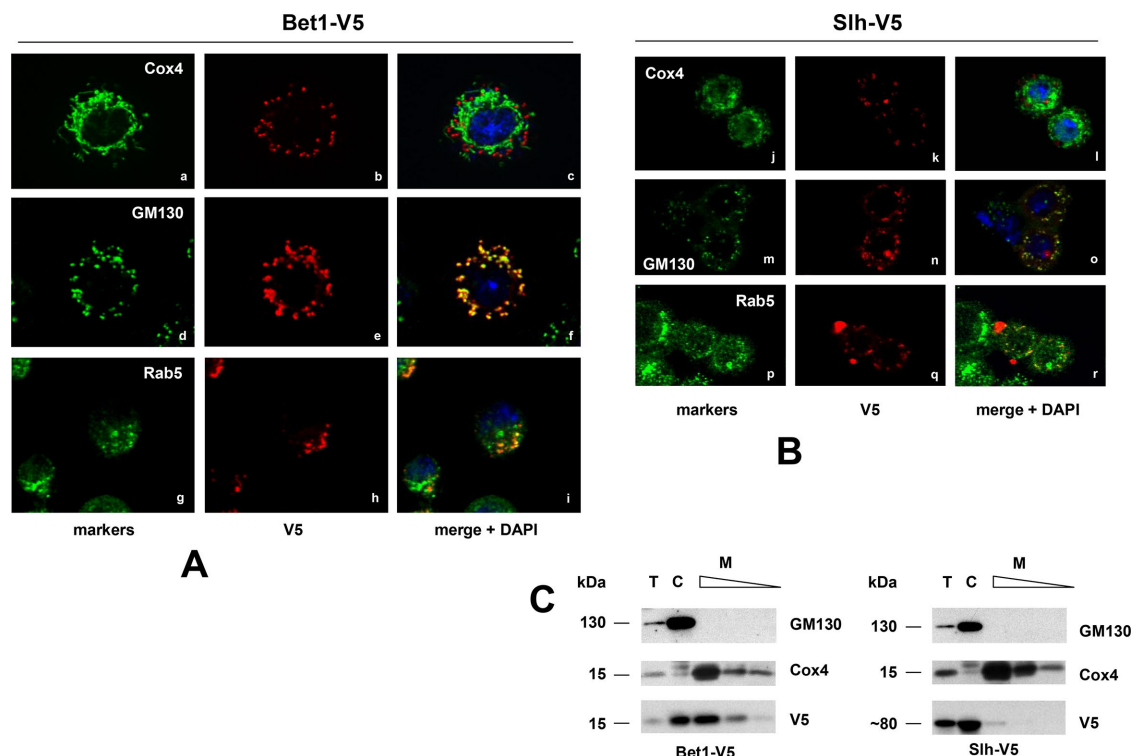 Bet1-V5
Cox4
a
b
c
GM130
d
e
f
Rab5
g
h
i
markers
V5
merge + DAPI
A
Slh-V5
Cox4
j
k
l
GM130
m
n
o
Rab5
p
q
r
markers
V5
merge + DAPI
B
C
kDa
T
C
M
130
GM130
15
Cox4
15
V5
Bet1-V5
kDa
T
C
M
130
GM130
15
Cox4
~80
V5
Slh-V5